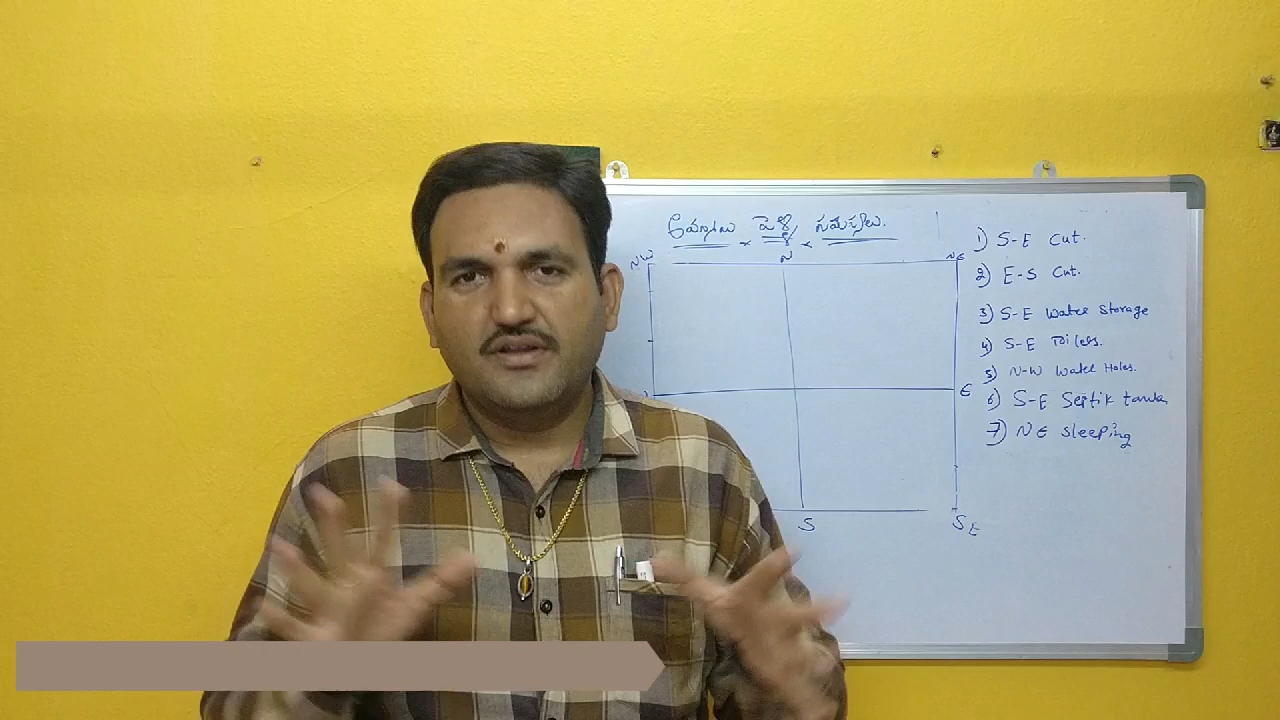 అమ్మాయి పెళ్ళి సమస్యలు.
NW N NE
E
S SE
1) S-E Cut.
2) E-S Cut.
3) S-E Water Storage
4) S-E Toilets.
5) N-W Water Holes.
6) S-E Septik tank
7) NE sleeping